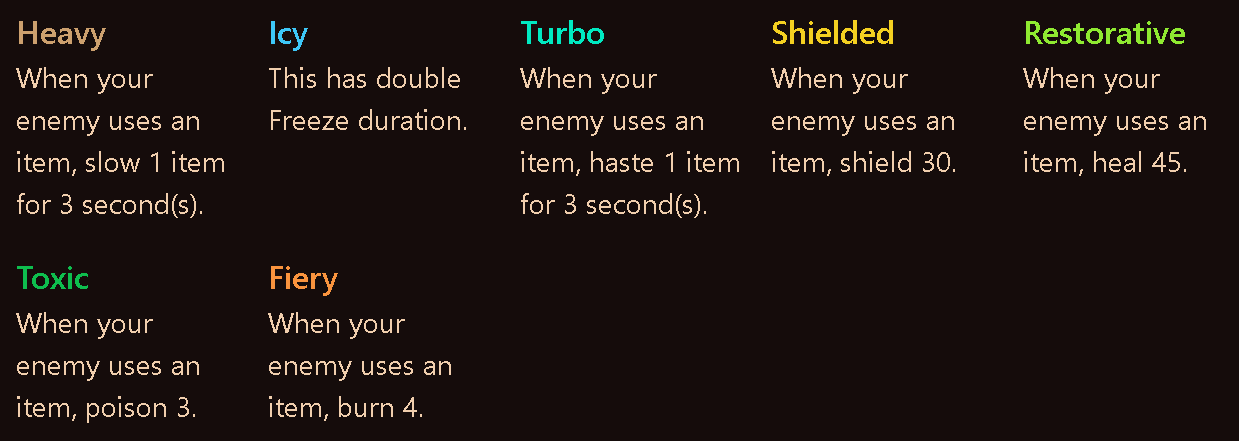 Heavy
When your
enemy uses an
item, slow 1 item
for 3 second(s).
Icy
This has double
Freeze duration.
Turbo
When your
enemy uses an
item, haste 1 item
for 3 second(s).
Shielded
When your
enemy uses an
item, shield 30.
Restorative
When your
enemy uses an
item, heal 45.
Toxic
When your
enemy uses an
item, poison 3.
Fiery
When your
enemy uses an
item, burn 4.